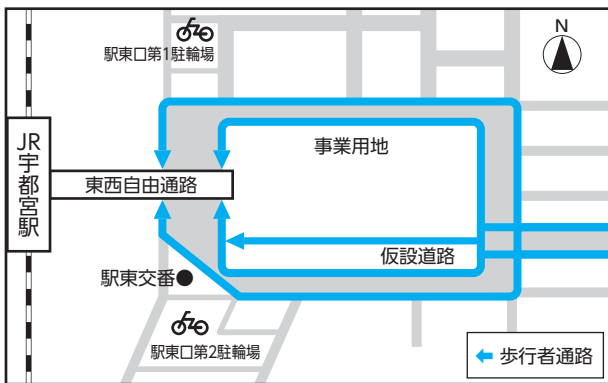 駅東口第1駐輪場
N
JR宇都宮駅
事業用地
東西自由通路
仮設道路
駅東交番
駅東口第2駐輪場
歩行者通路